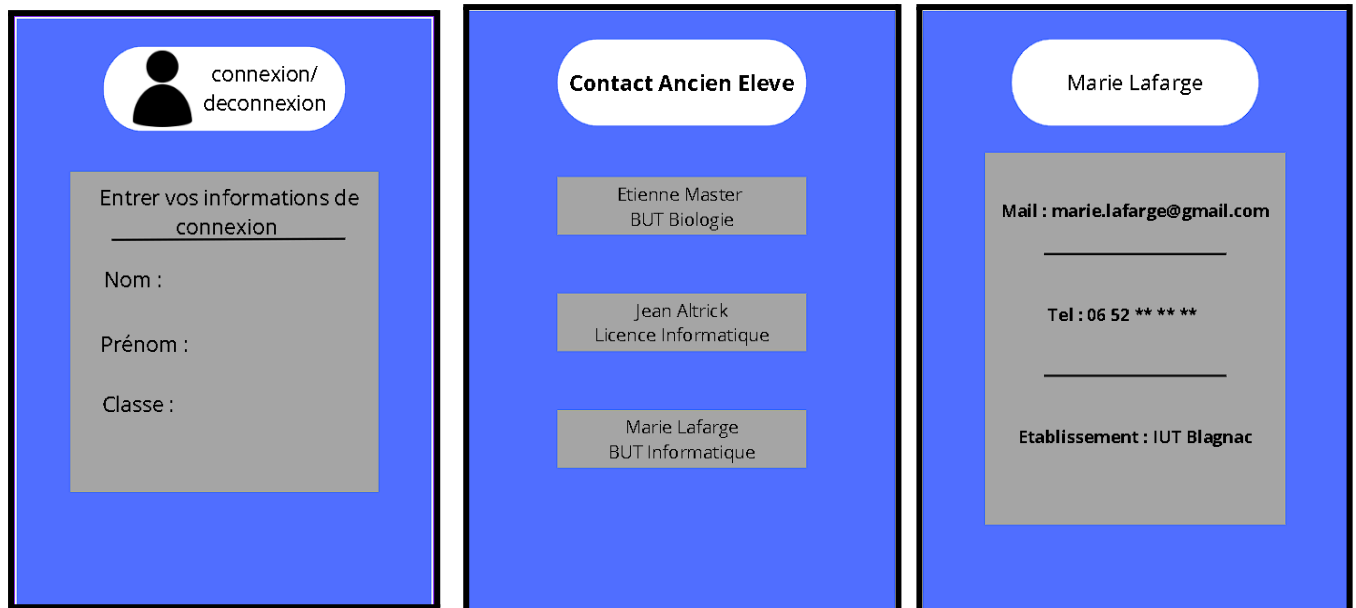 connexion/
deconnexion
Entrer vos informations de
connexion
Nom :
Prénom :
Classe :
Contact Ancien Eleve
Etienne Master
BUT Biologie
Jean Altrick
Licence Informatique
Marie Lafarge
BUT Informatique
Marie Lafarge
Mail : marie.lafarge@gmail.com
Tel : 06 52 ** ** **
Etablissement : IUT Blagnac